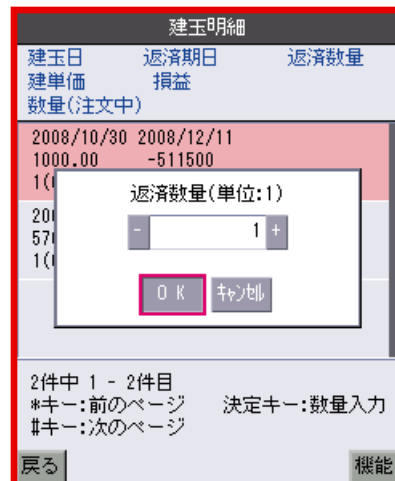 建玉明細
建玉日 返済期日 返済数量
建単価 損益
数量(注文中)
2008/10/30 2008/12/11
1000.00 -511500
1(
返済数量(単位:1)
- 1 +
OK キャンセル
200
570
1(
2件中 1 - 2件目
*キー:前のページ 決定キー:数量入力
#キー:次のページ
戻る 機能